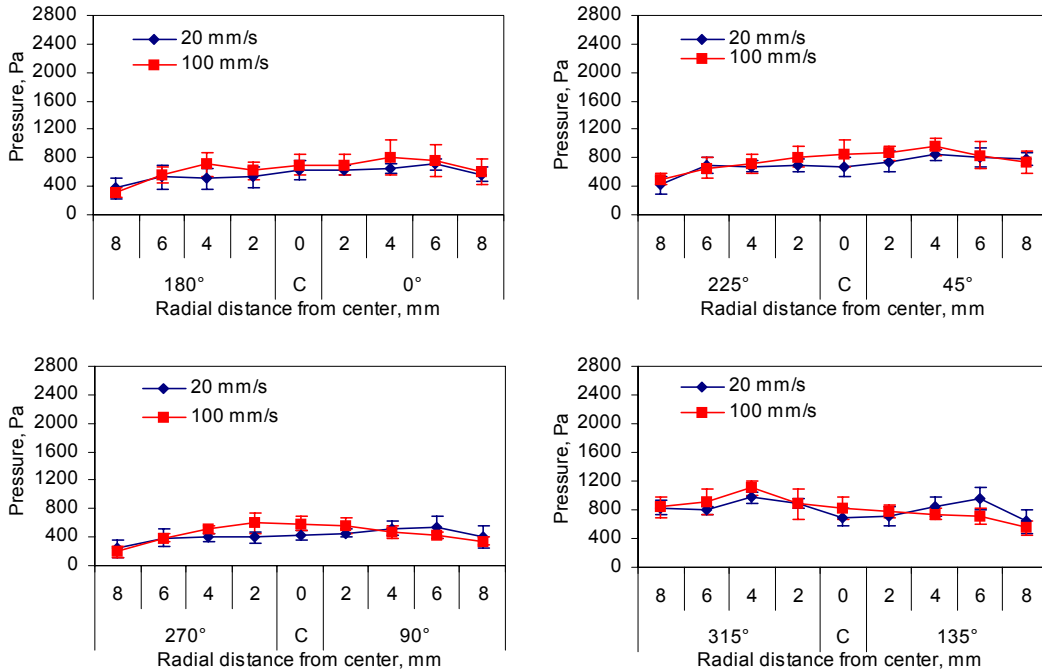 2800
2400
2000
1600
1200
800
400
0
Pressure, Pa
20 mm/s
100 mm/s
8 6 4 2 0 2 4 6 8
180° C 0°
Radial distance from center, mm
2800
2400
2000
1600
1200
800
400
0
Pressure, Pa
20 mm/s
100 mm/s
8 6 4 2 0 2 4 6 8
225° C 45°
Radial distance from center, mm
2800
2400
2000
1600
1200
800
400
0
Pressure, Pa
20 mm/s
100 mm/s
8 6 4 2 0 2 4 6 8
270° C 90°
Radial distance from center, mm
2800
2400
2000
1600
1200
800
400
0
Pressure, Pa
20 mm/s
100 mm/s
8 6 4 2 0 2 4 6 8
315° C 135°
Radial distance from center, mm